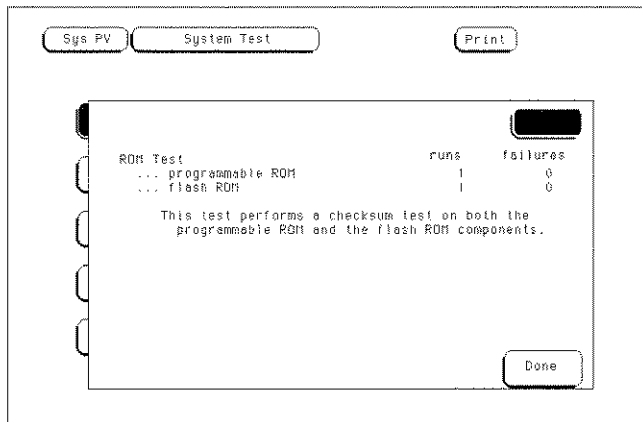 Sys PV System Test Print
ROM Test runs failures
... programmable ROM 1 0
... flash ROM 1 0
This test performs a checksum test on both the
programmable ROM and the flash ROM components.
Done